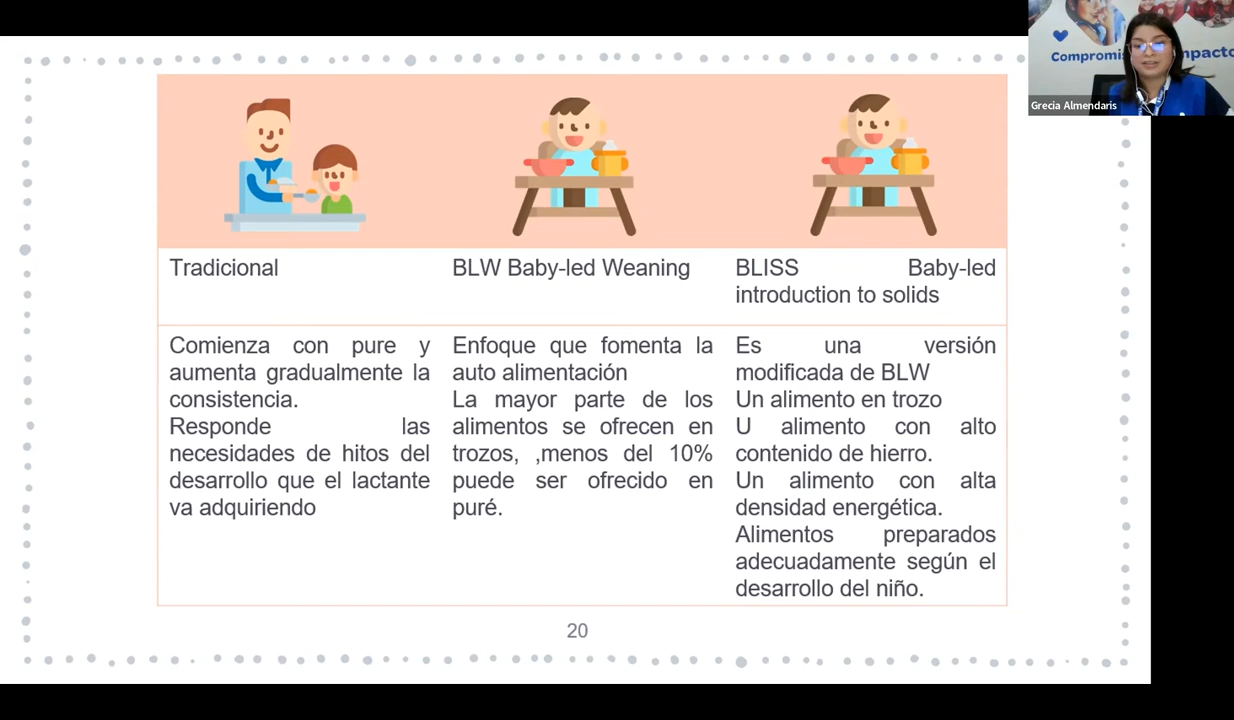 Compromis
mpacto
Grecia Almendaris
Tradicional
BLW Baby-led Weaning
BLISS Baby-led
introduction to solids
Comienza con pure y
aumenta gradualmente la
consistencia.
Responde las
necesidades de hitos del
desarrollo que el lactante
va adquiriendo
Enfoque que fomenta la
auto alimentación
La mayor parte de los
alimentos se ofrecen en
trozos, ,menos del 10%
puede ser ofrecido en
puré.
Es una versión
modificada de BLW
Un alimento en trozo
U alimento con alto
contenido de hierro.
Un alimento con alta
densidad energética.
Alimentos preparados
adecuadamente según el
desarrollo del niño.
20